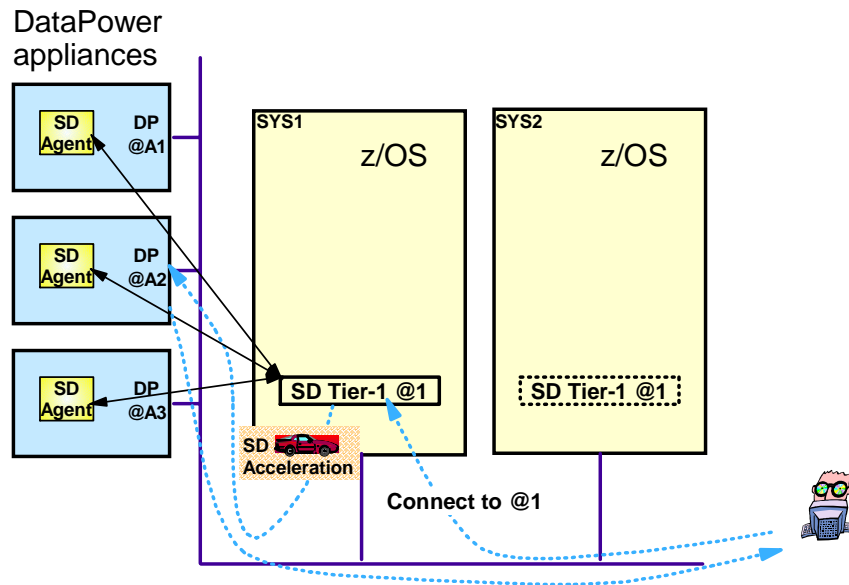 DataPower
appliances
SD
Agent
DP
@A1
SD
Agent
DP
@A2
SD
Agent
DP
@A3
SYS1
z/OS
SD Tier-1 @1
SD
Acceleration
SYS2
z/OS
SD Tier-1 @1
Connect to @1